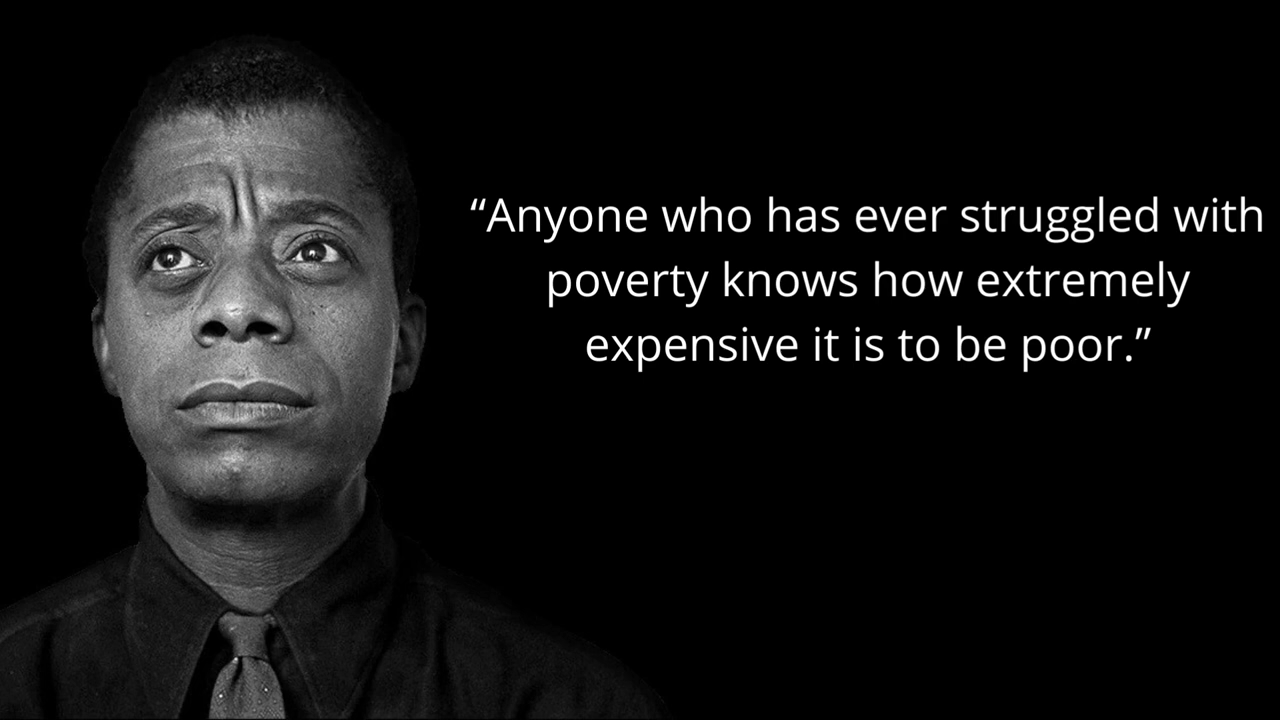 “Anyone who has ever struggled with
poverty knows how extremely
expensive it is to be poor.”